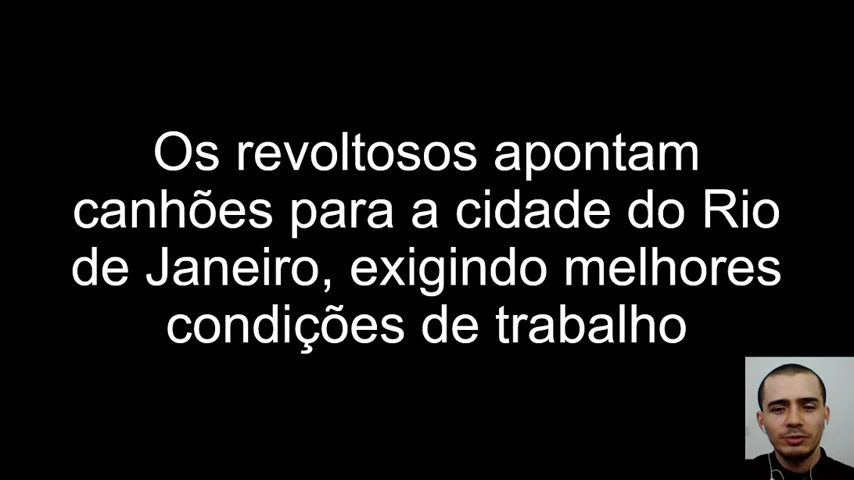 Os revoltosos apontam
canhões para a cidade do Rio
de Janeiro, exigindo melhores
condições de trabalho